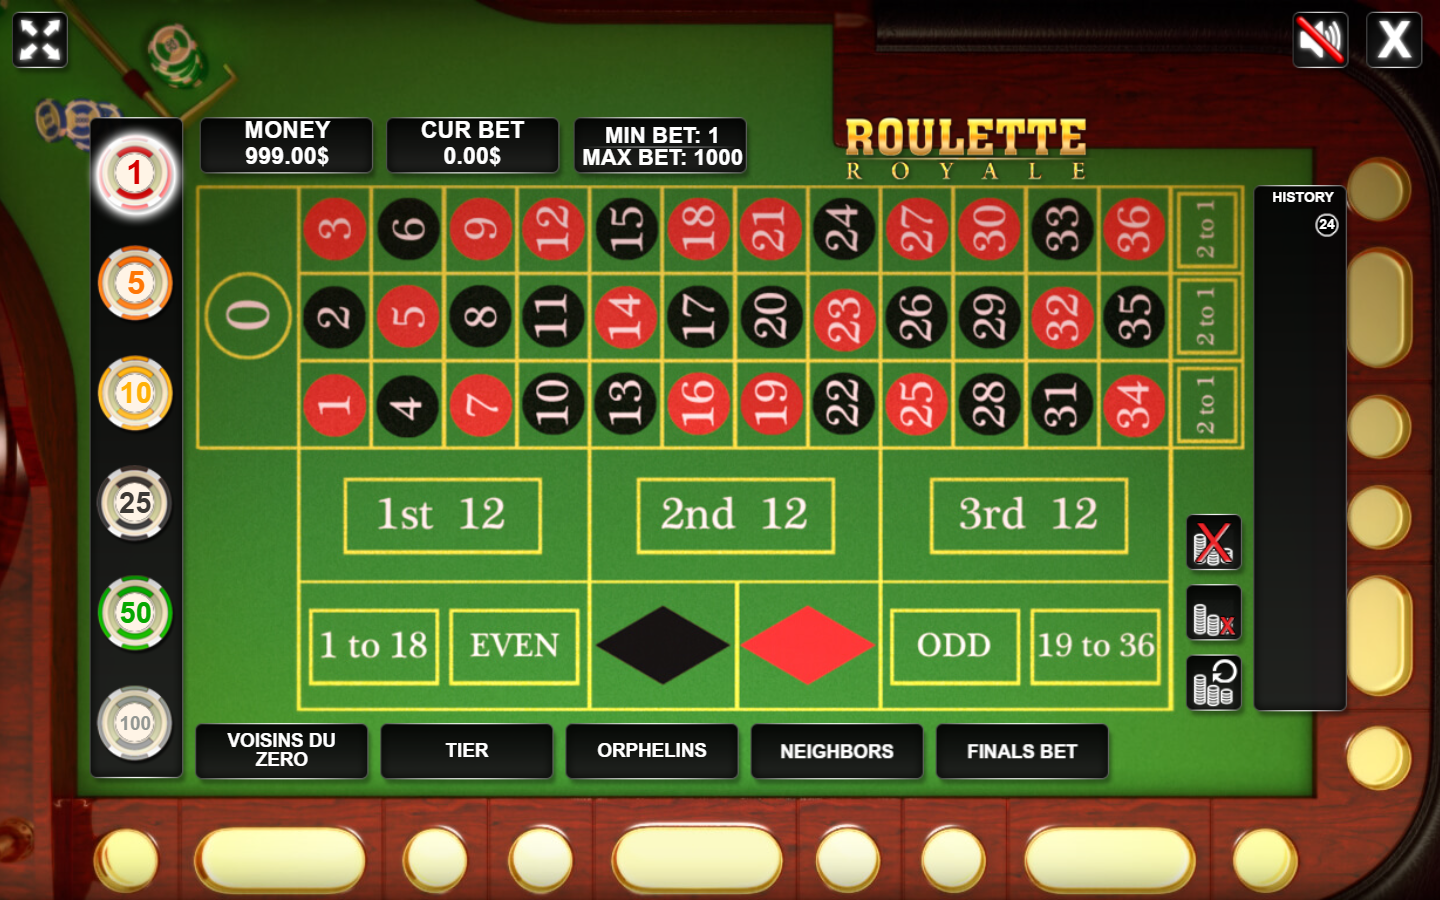 MONEY
999.00$
CUR BET
0.00$
MIN BET: 1
MAX BET: 1000
ROULETTE
ROYALE
HISTORY
24
1
5
10
25
50
100
0
3 6 9 12 15 18 21 24 27 30 33 36 2 to 1
2 5 8 11 14 17 20 23 26 29 32 35 2 to 1
1 4 7 10 13 16 19 22 25 28 31 34 2 to 1
1st 12
2nd 12
3rd 12
1 to 18
EVEN
ODD
19 to 36
VOISINS DU
ZERO
TIER
ORPHELINS
NEIGHBORS
FINALS BET
X